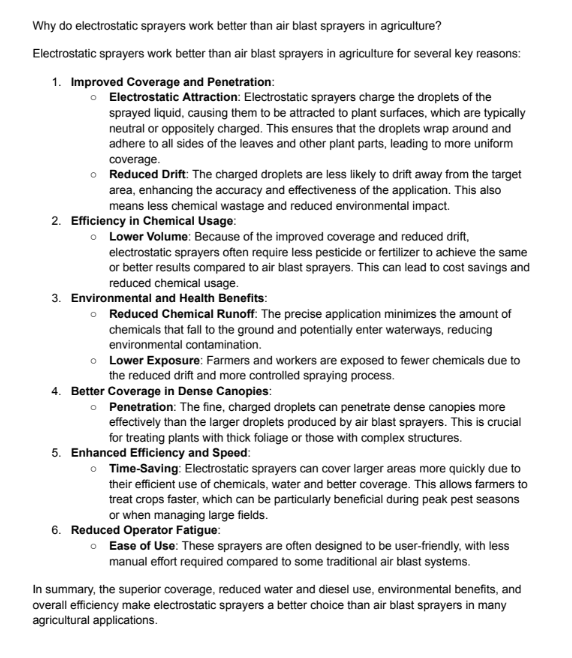 Why do electrostatic sprayers work better than air blast sprayers in agriculture?
Electrostatic sprayers work better than air blast sprayers in agriculture for several key reasons:
1. Improved Coverage and Penetration:
○ Electrostatic Attraction: Electrostatic sprayers charge the droplets of the
sprayed liquid, causing them to be attracted to plant surfaces, which are typically
neutral or oppositely charged. This ensures that the droplets wrap around and
adhere to all sides of the leaves and other plant parts, leading to more uniform
coverage.
○ Reduced Drift: The charged droplets are less likely to drift away from the target
area, enhancing the accuracy and effectiveness of the application. This also
means less chemical wastage and reduced environmental impact.
2. Efficiency in Chemical Usage:
○ Lower Volume: Because of the improved coverage and reduced drift,
electrostatic sprayers often require less pesticide or fertilizer to achieve the same
or better results compared to air blast sprayers. This can lead to cost savings and
reduced chemical usage.
3. Environmental and Health Benefits:
○ Reduced Chemical Runoff: The precise application minimizes the amount of
chemicals that fall to the ground and potentially enter waterways, reducing
environmental contamination.
○ Lower Exposure: Farmers and workers are exposed to fewer chemicals due to
the reduced drift and more controlled spraying process.
4. Better Coverage in Dense Canopies:
○ Penetration: The fine, charged droplets can penetrate dense canopies more
effectively than the larger droplets produced by air blast sprayers. This is crucial
for treating plants with thick foliage or those with complex structures.
5. Enhanced Efficiency and Speed:
○ Time-Saving: Electrostatic sprayers can cover larger areas more quickly due to
their efficient use of chemicals, water and better coverage. This allows farmers to
treat crops faster, which can be particularly beneficial during peak pest seasons
or when managing large fields.
6. Reduced Operator Fatigue:
○ Ease of Use: These sprayers are often designed to be user-friendly, with less
manual effort required compared to some traditional air blast systems.
In summary, the superior coverage, reduced water and diesel use, environmental benefits, and
overall efficiency make electrostatic sprayers a better choice than air blast sprayers in many
agricultural applications.